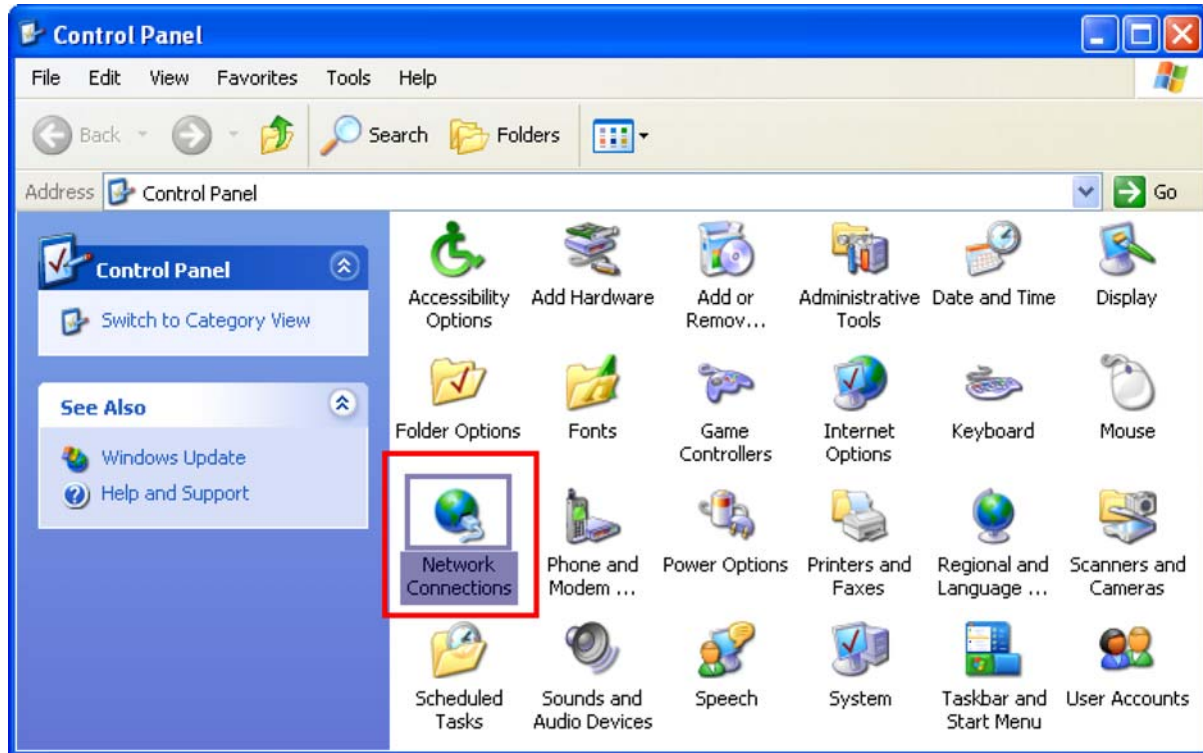 Control Panel
File Edit View Favorites Tools Help
Back Search Folders
Address Control Panel Go
Control Panel
Switch to Category View
See Also
Windows Update
Help and Support
Accessibility Options
Add Hardware
Add or Remov...
Administrative Tools
Date and Time
Display
Folder Options
Fonts
Game Controllers
Internet Options
Keyboard
Mouse
Network Connections
Phone and Modem ...
Power Options
Printers and Faxes
Regional and Language ...
Scanners and Cameras
Scheduled Tasks
Sounds and Audio Devices
Speech
System
Taskbar and Start Menu
User Accounts